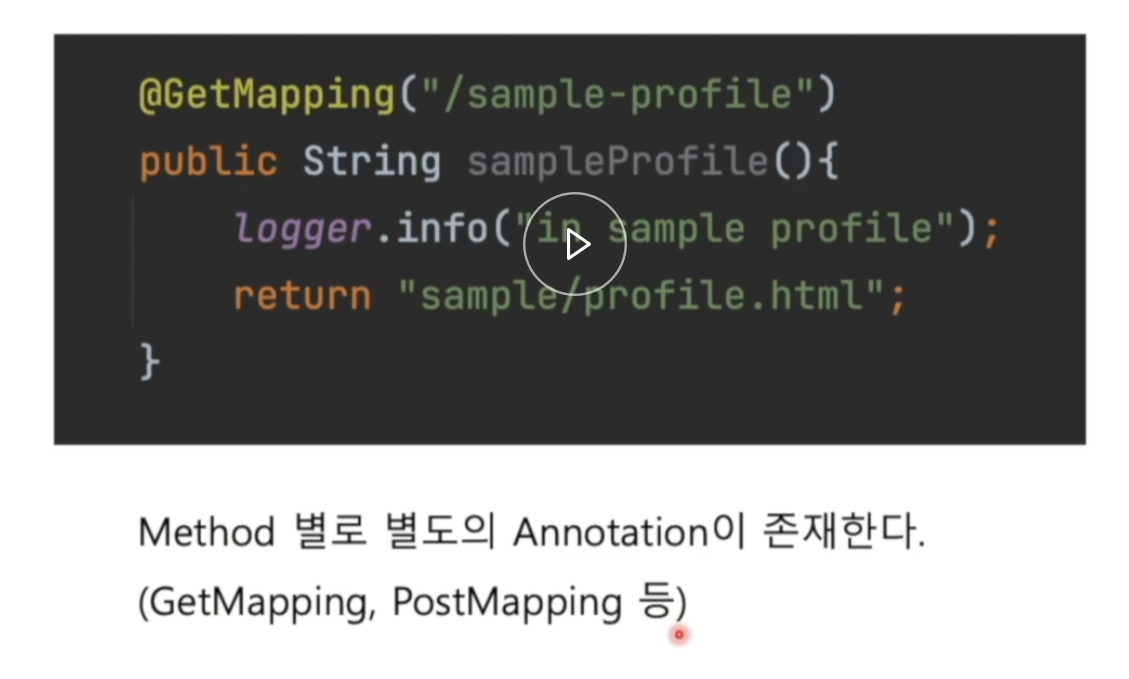 @GetMapping("/sample-profile")
public String sampleProfile(){
logger.info("in sample profile");
return "sample/profile.html";
}
Method 별로 별도의 Annotation이 존재한다.
(GetMapping, PostMapping 등)